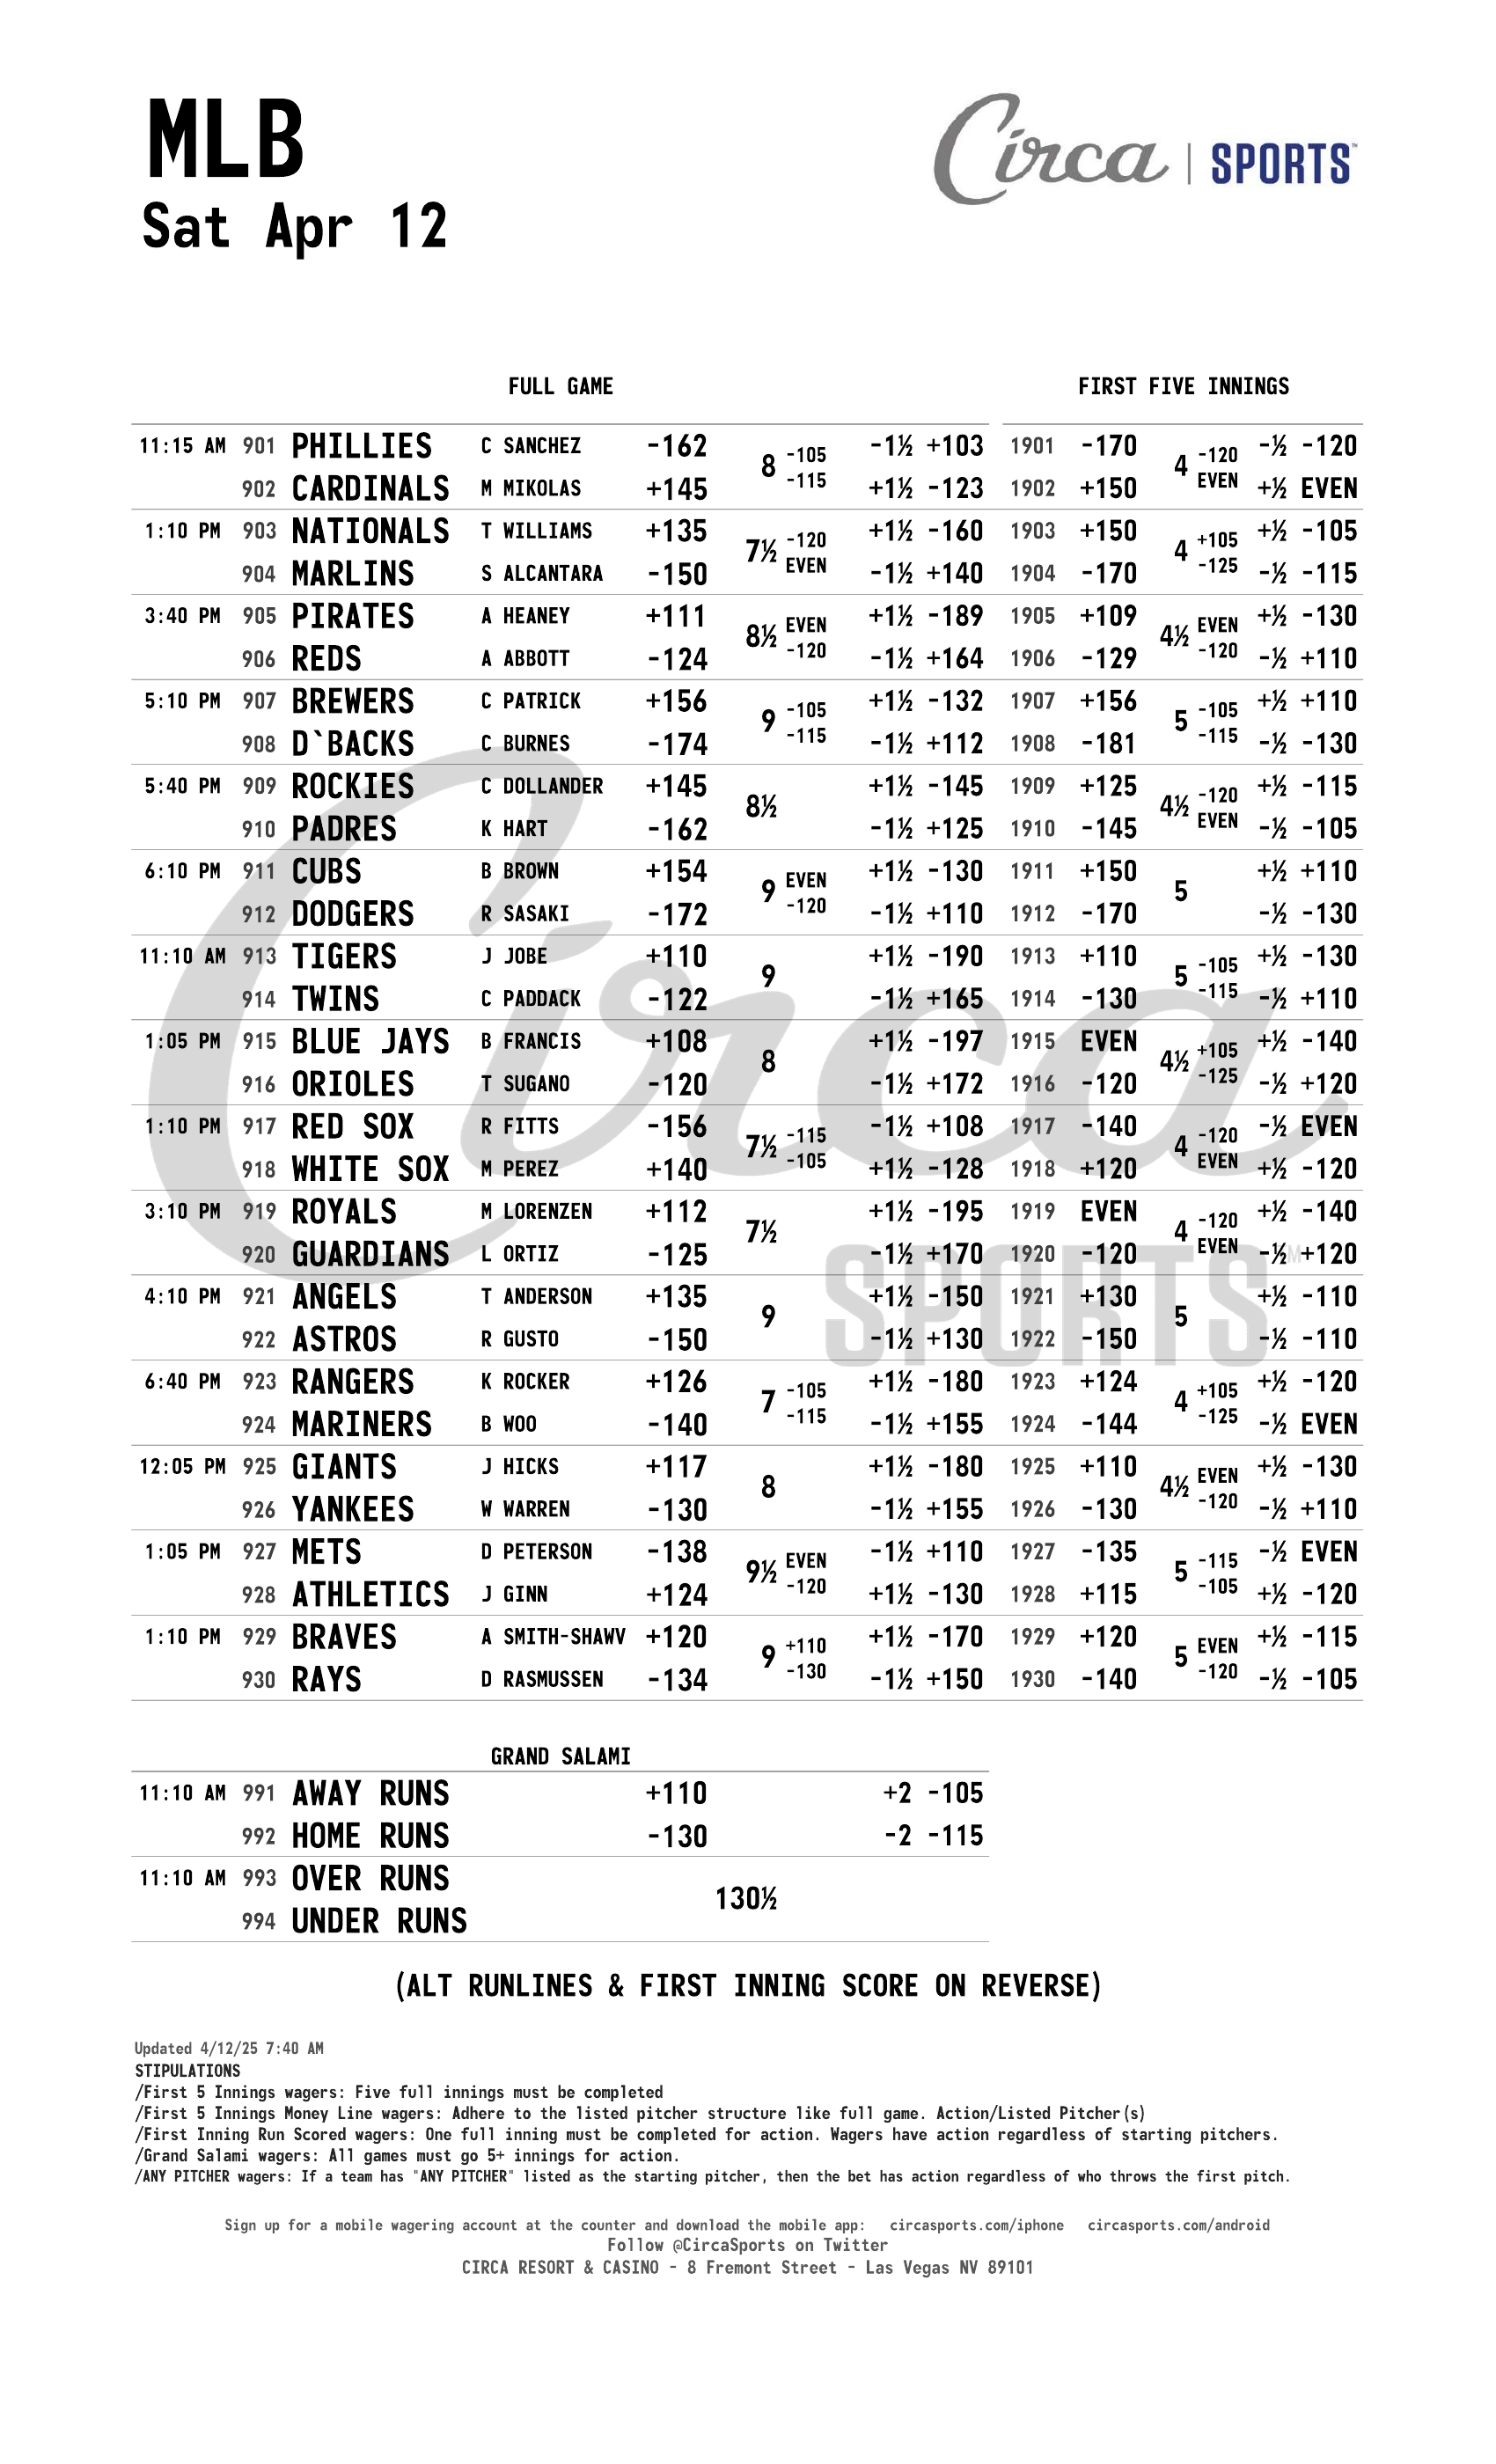 MLB
Sat Apr 12
Circa | SPORTS™
FULL GAME FIRST FIVE INNINGS
11:15 AM 901 PHILLIES C SANCHEZ -162 8 -105 -1½ +103 1901 -170 4 -120 -½ -120
902 CARDINALS M MIKOLAS +145 -115 +1½ -123 1902 +150 EVEN +½ EVEN
1:10 PM 903 NATIONALS T WILLIAMS +135 7½ -120 +1½ -160 1903 +150 4 +105 +½ -105
904 MARLINS S ALCANTARA -150 EVEN -1½ +140 1904 -170 -125 -½ -115
3:40 PM 905 PIRATES A HEANEY +111 8½ EVEN +1½ -189 1905 +109 4½ EVEN +½ -130
906 REDS A ABBOTT -124 -120 -1½ +164 1906 -129 -120 -½ +110
5:10 PM 907 BREWERS C PATRICK +156 9 -105 +1½ -132 1907 +156 5 -105 +½ +110
908 D`BACKS C BURNES -174 -115 -1½ +112 1908 -181 -115 -½ -130
5:40 PM 909 ROCKIES C DOLLANDER +145 8½ +1½ -145 1909 +125 4½ -120 +½ -115
910 PADRES K HART -162 -1½ +125 1910 -145 EVEN -½ -105
6:10 PM 911 CUBS B BROWN +154 9 EVEN +1½ -130 1911 +150 5 +½ +110
912 DODGERS R SASAKI -172 -120 -1½ +110 1912 -170 -½ -130
11:10 AM 913 TIGERS J JOBE +110 9 +1½ -190 1913 +110 5 -105 +½ -130
914 TWINS C PADDACK -122 -1½ +165 1914 -130 -115 -½ +110
1:05 PM 915 BLUE JAYS B FRANCIS +108 8 +1½ -197 1915 EVEN 4½ +105 +½ -140
916 ORIOLES T SUGANO -120 -1½ +172 1916 -120 -125 -½ +120
1:10 PM 917 RED SOX R FITTS -156 7½ -115 -1½ +108 1917 -140 4 -120 -½ EVEN
918 WHITE SOX M PEREZ +140 -105 +1½ -128 1918 +120 EVEN +½ -120
3:10 PM 919 ROYALS M LORENZEN +112 7½ +1½ -195 1919 EVEN 4 -120 +½ -140
920 GUARDIANS L ORTIZ -125 -1½ +170 1920 -120 EVEN -½ +120
4:10 PM 921 ANGELS T ANDERSON +135 9 +1½ -150 1921 +130 5 +½ -110
922 ASTROS R GUSTO -150 -1½ +130 1922 -150 -½ -110
6:40 PM 923 RANGERS K ROCKER +126 7 -105 +1½ -180 1923 +124 4 +105 +½ -120
924 MARINERS B WOO -140 -115 -1½ +155 1924 -144 -125 -½ EVEN
12:05 PM 925 GIANTS J HICKS +117 8 +1½ -180 1925 +110 4½ EVEN +½ -130
926 YANKEES W WARREN -130 -1½ +155 1926 -130 -120 -½ +110
1:05 PM 927 METS D PETERSON -138 9½ EVEN -1½ +110 1927 -135 5 -115 -½ EVEN
928 ATHLETICS J GINN +124 -120 +1½ -130 1928 +115 -105 +½ -120
1:10 PM 929 BRAVES A SMITH-SHAWV +120 9 +110 +1½ -170 1929 +120 5 EVEN +½ -115
930 RAYS D RASMUSSEN -134 -130 -1½ +150 1930 -140 -120 -½ -105
Circa SPORTS
GRAND SALAMI
11:10 AM 991 AWAY RUNS +110 +2 -105
992 HOME RUNS -130 -2 -115
11:10 AM 993 OVER RUNS 130½
994 UNDER RUNS
(ALT RUNLINES & FIRST INNING SCORE ON REVERSE)
Updated 4/12/25 7:40 AM
STIPULATIONS
/First 5 Innings wagers: Five full innings must be completed
/First 5 Innings Money Line wagers: Adhere to the listed pitcher structure like full game. Action/Listed Pitcher(s)
/First Inning Run Scored wagers: One full inning must be completed for action. Wagers have action regardless of starting pitchers.
/Grand Salami wagers: All games must go 5+ innings for action.
/ANY PITCHER wagers: If a team has "ANY PITCHER" listed as the starting pitcher, then the bet has action regardless of who throws the first pitch.
Sign up for a mobile wagering account at the counter and download the mobile app: circasports.com/iphone circasports.com/android
Follow @CircaSports on Twitter
CIRCA RESORT & CASINO - 8 Fremont Street - Las Vegas NV 89101